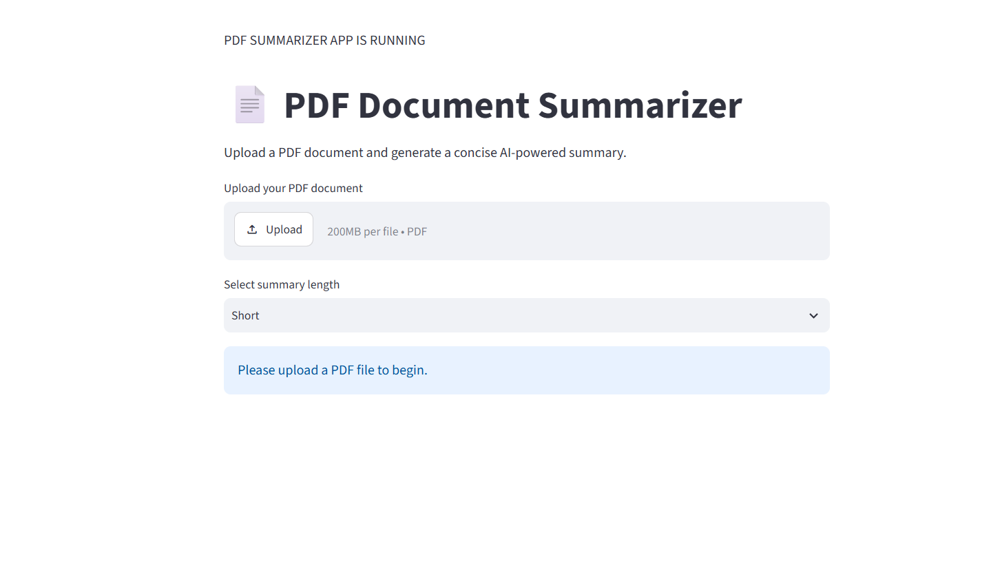 PDF SUMMARIZER APP IS RUNNING
PDF Document Summarizer
Upload a PDF document and generate a concise AI-powered summary.
Upload your PDF document
Upload 200MB per file • PDF
Select summary length
Short
Please upload a PDF file to begin.